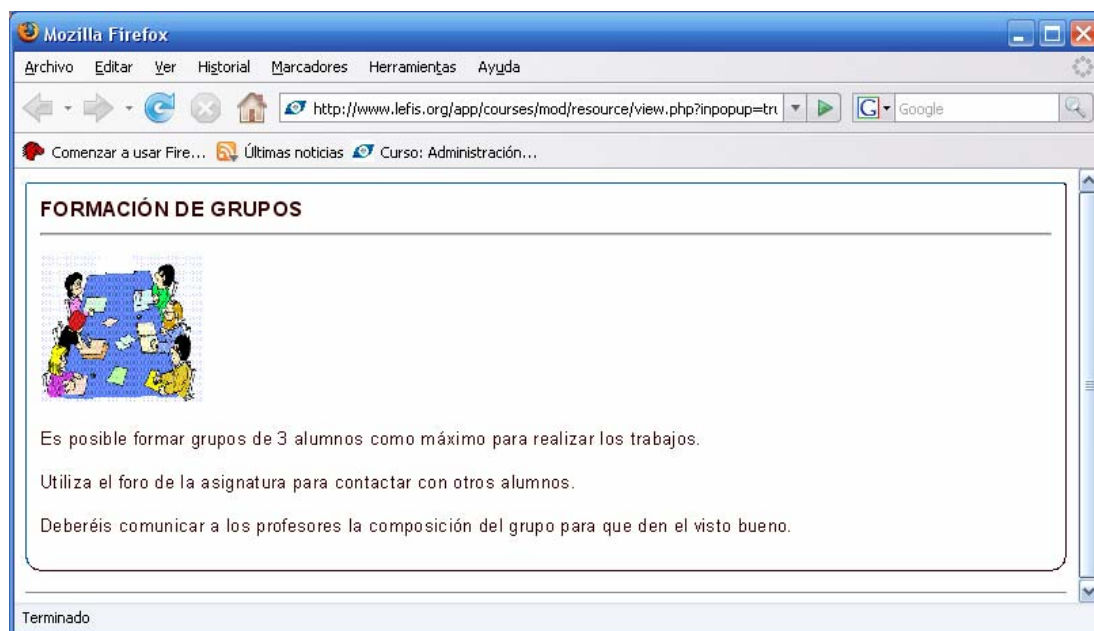 Mozilla Firefox
Archivo Editar Ver Historial Marcadores Herramientas Ayuda
http://www.lefis.org/app/courses/mod/resource/view.php?inpopup=tru G Google
Comenzar a usar Fire... Últimas noticias Curso: Administración...
FORMACIÓN DE GRUPOS
Es posible formar grupos de 3 alumnos como máximo para realizar los trabajos.
Utiliza el foro de la asignatura para contactar con otros alumnos.
Deberéis comunicar a los profesores la composición del grupo para que den el visto bueno.
Terminado